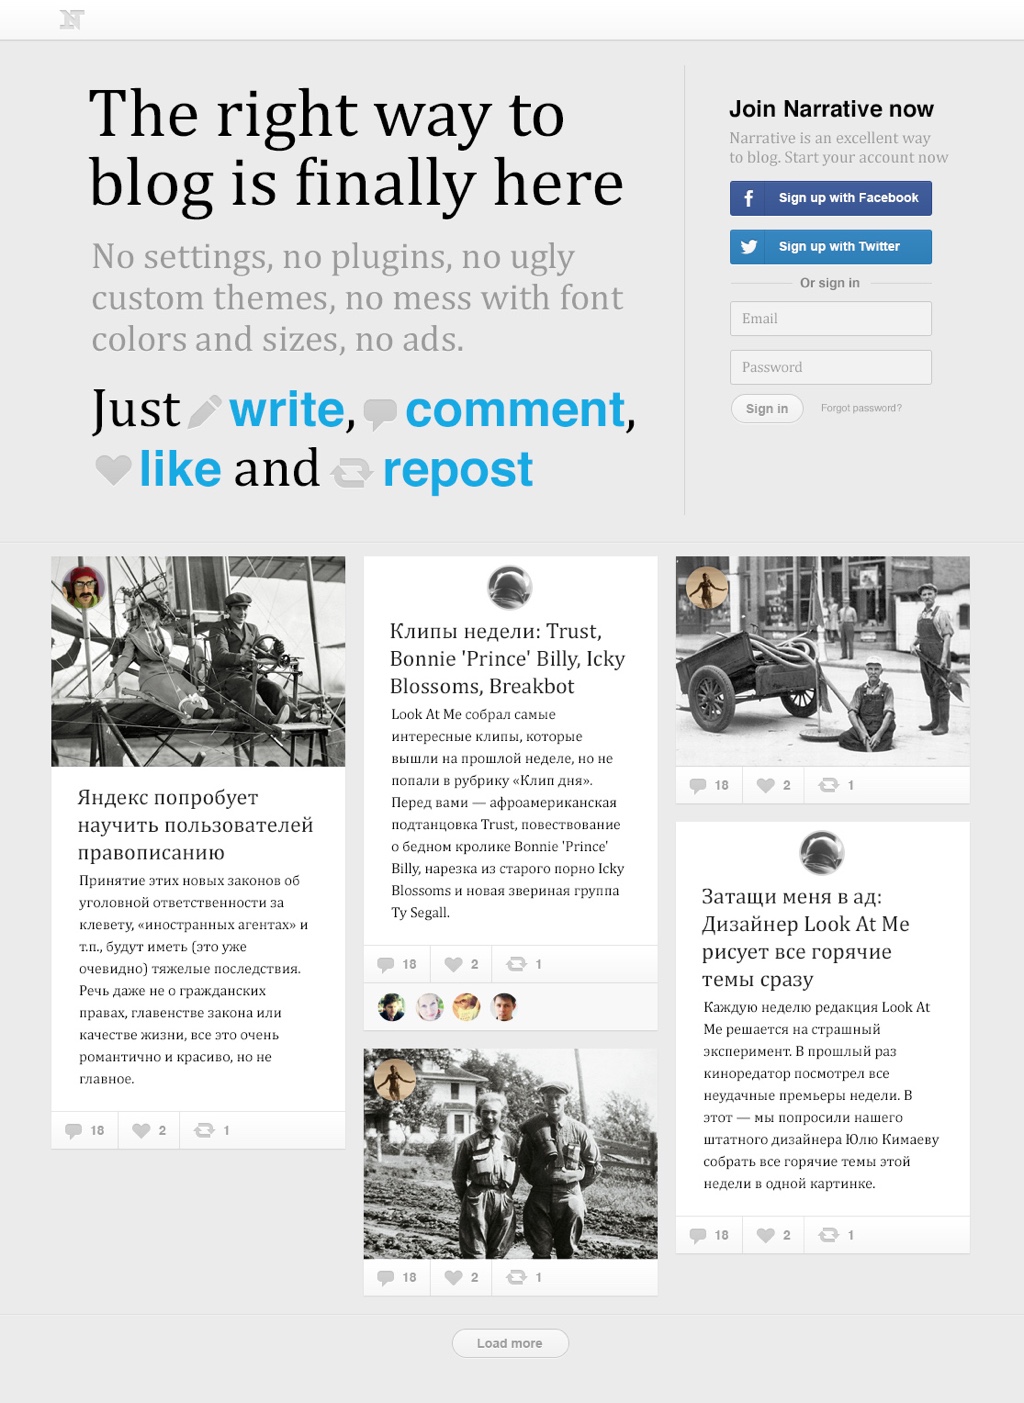 The right way to
blog is finally here
No settings, no plugins, no ugly
custom themes, no mess with font
colors and sizes, no ads.
Just write, comment,
like and repost
Join Narrative now
Narrative is an excellent way
to blog. Start your account now
Sign up with Facebook
Sign up with Twitter
Or sign in
Email
Password
Sign in
Forgot password?
Яндекс попробует
научить пользователей
правописанию
Принятие этих новых законов об
уголовной ответственности за
клевету, «иностранных агентах» и
т.п., будут иметь (это уже
очевидно) тяжелые последствия.
Речь даже не о гражданских
правах, главенстве закона или
качестве жизни, все это очень
романтично и красиво, но не
главное.
18 2 1
Клипы недели: Trust,
Bonnie 'Prince' Billy, Icky
Blossoms, Breakbot
Look At Me собрал самые
интересные клипы, которые
вышли на прошлой неделе, но не
попали в рубрику «Клип дня».
Перед вами — афроамериканская
подтанцовка Trust, повествование
о бедном кролике Bonnie 'Prince'
Billy, нарезка из старого порно Icky
Blossoms и новая звериная группа
Ty Segall.
18 2 1
18 2 1
18 2 1
Затащи меня в ад:
Дизайнер Look At Me
рисует все горячие
темы сразу
Каждую неделю редакция Look At
Me решается на страшный
эксперимент. В прошлый раз
кинoредатор посмотрел все
неудачные премьеры недели. В
этот — мы попросили нашего
штатного дизайнера Юлю Кимаеву
собрать все горячие темы этой
недели в одной картинке.
18 2 1
Load more